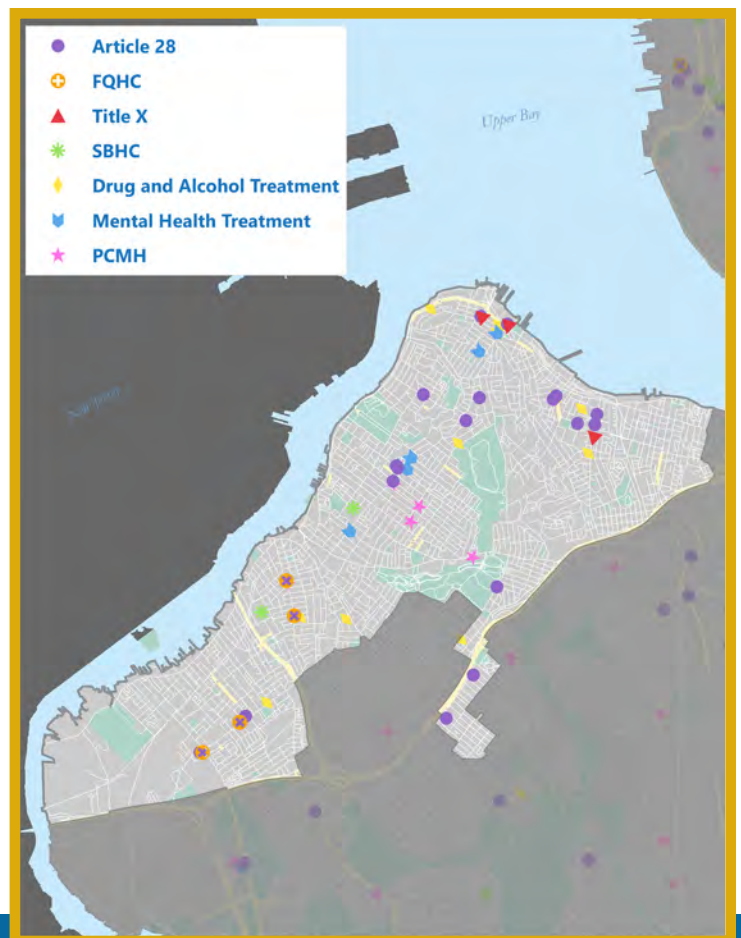 Article 28
FQHC
Title X
SBHC
Drug and Alcohol Treatment
Mental Health Treatment
PCMH
Upper Bay